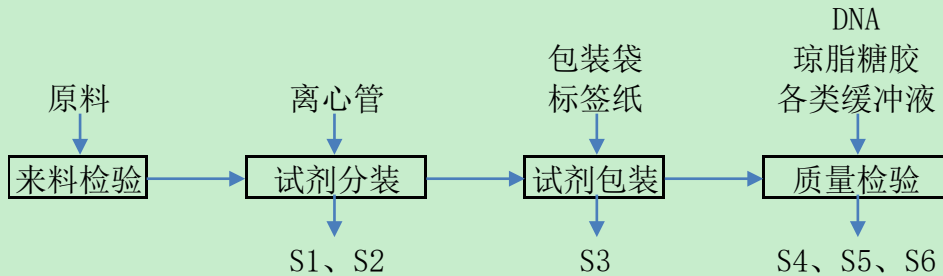 DNA
包装袋
琼脂糖胶
原料
离心管
标签纸
各类缓冲液
来料检验
试剂分装
试剂包装
质量检验
S1、S2
S3
S4、S5、S6